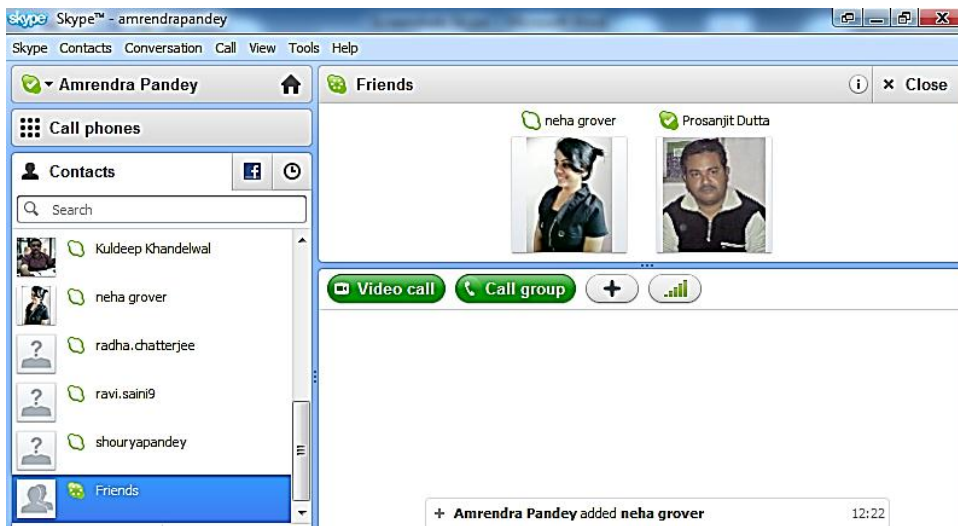 skype Skype™ - amrendrapandey
Skype Contacts Conversation Call View Tools Help
Amrendra Pandey
Call phones
Contacts
Search
Kuldeep Khandelwal
neha grover
radha.chatterjee
ravi.saini9
shouryapandey
Friends
Friends
Close
neha grover Prosanjit Dutta
Video call Call group
Amrendra Pandey added neha grover 12:22